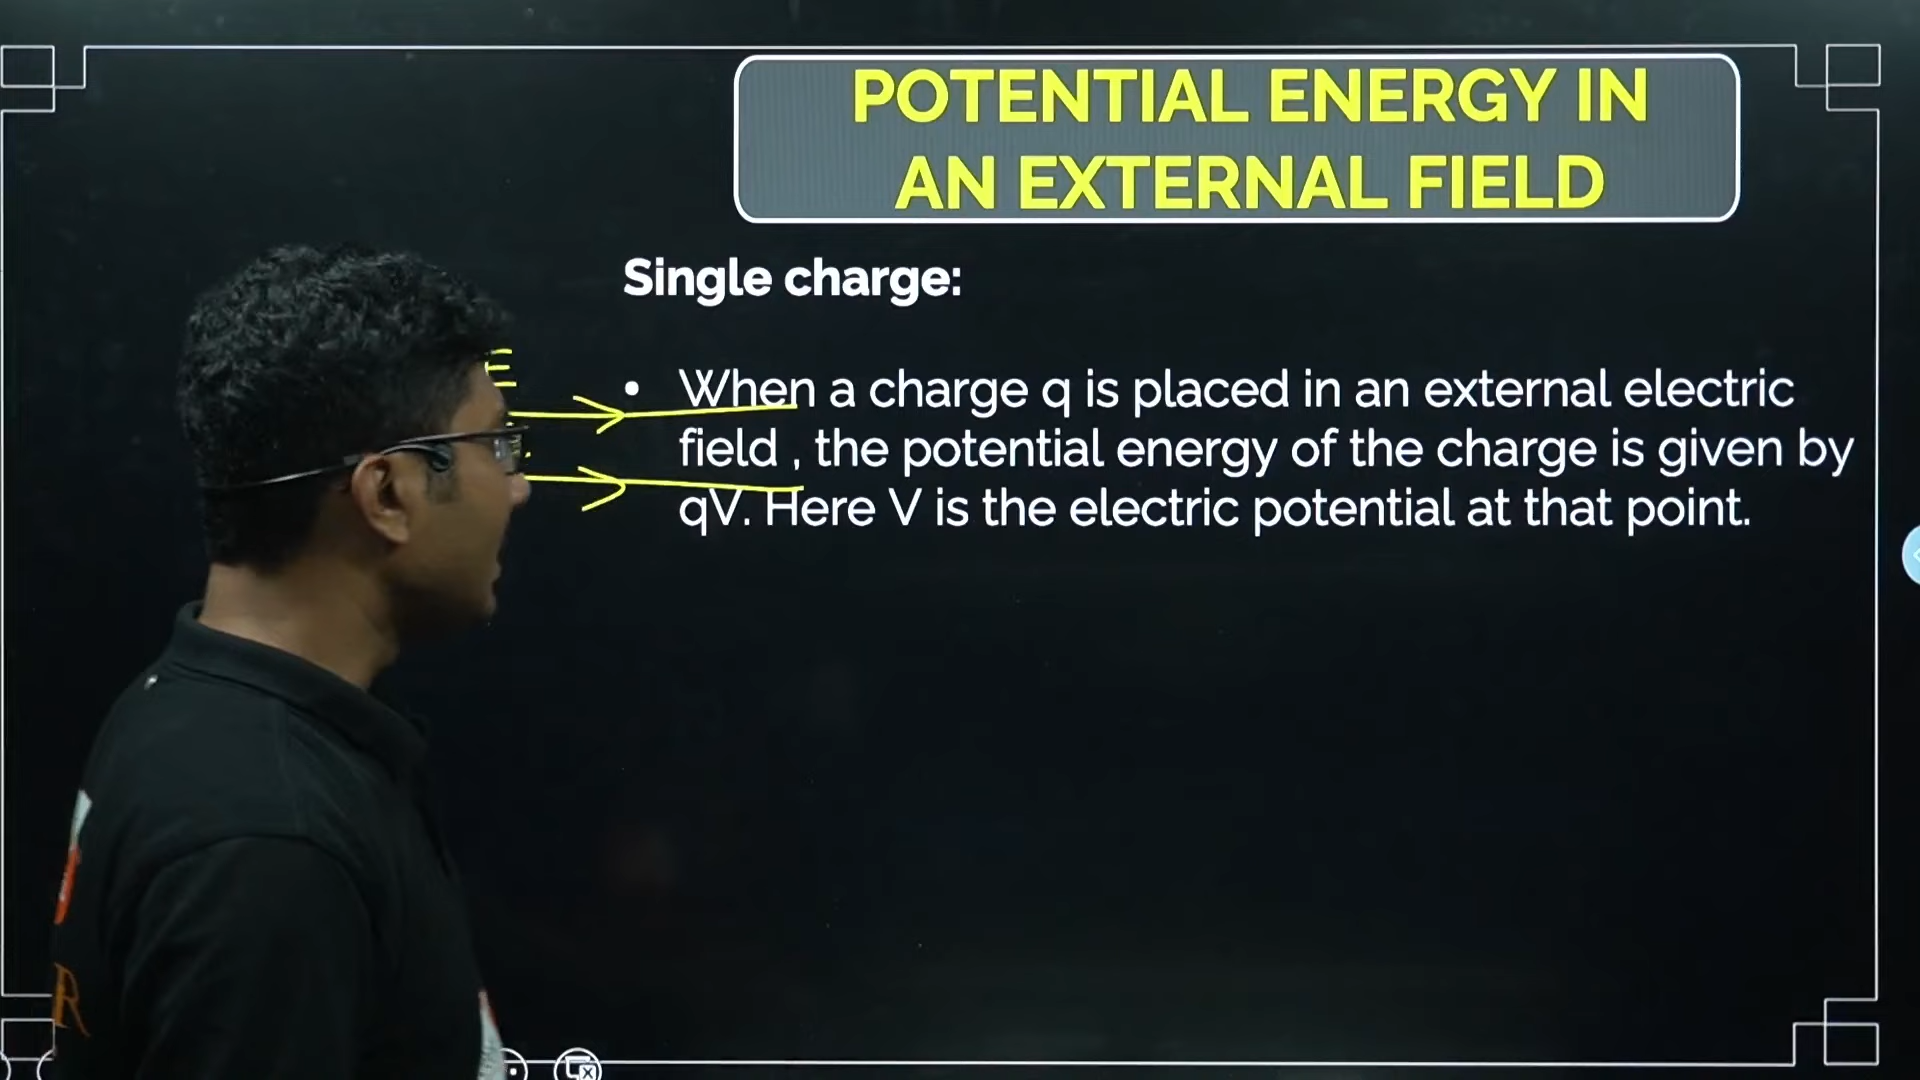 POTENTIAL ENERGY IN
AN EXTERNAL FIELD
Single charge:
E
• When a charge q is placed in an external electric
field , the potential energy of the charge is given by
qV. Here V is the electric potential at that point.
R